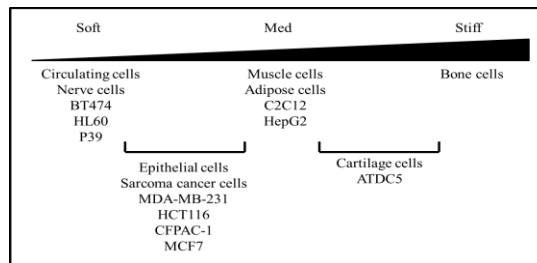 Soft Med Stiff
Circulating cells
Nerve cells
BT474
HL60
P39
Epithelial cells
Sarcoma cancer cells
MDA-MB-231
HCT116
CFPAC-1
MCF7
Muscle cells
Adipose cells
C2C12
HepG2
Cartilage cells
ATDC5
Bone cells